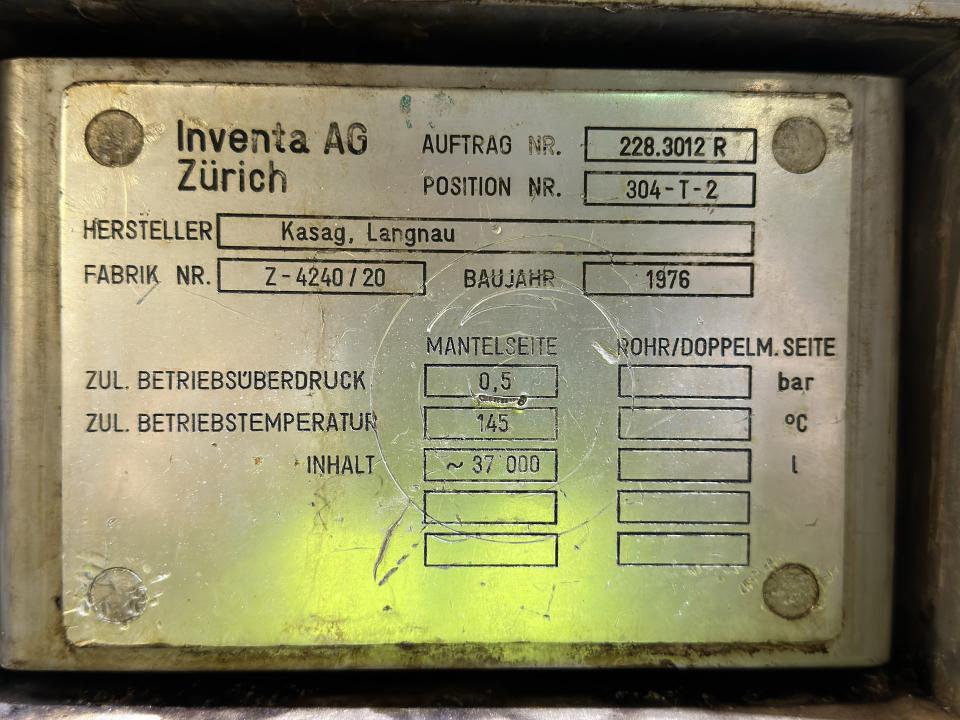 Inventa AG
Zürich
AUFTRAG NR. 228.3012 R
POSITION NR. 304-T-2
HERSTELLER Kasag, Langnau
FABRIK NR. Z-4240/20 BAUJAHR 1976
MANTELSEITE ROHR/DOPPELM. SEITE
ZUL. BETRIEBSÜBERDRUCK 0,5 bar
ZUL. BETRIEBSTEMPERATUR 145 °C
INHALT ~ 37 000 l